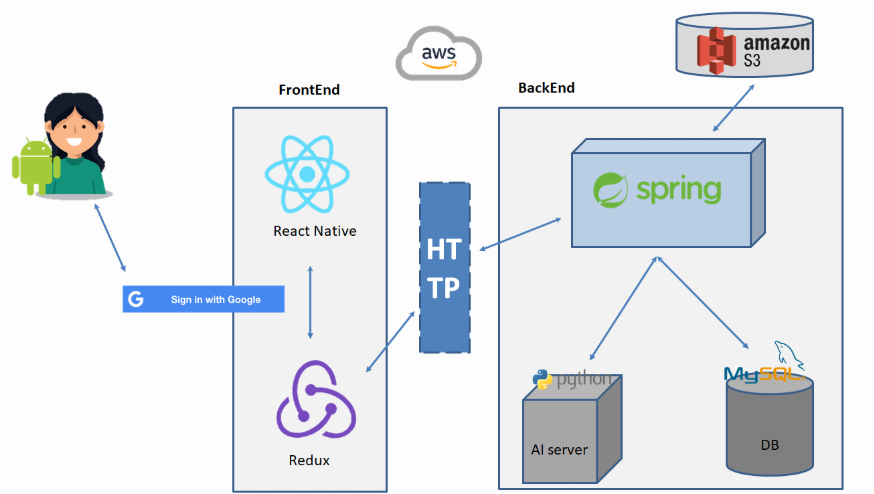 aws
amazon
S3
FrontEnd
BackEnd
React Native
HT
TP
spring
G Sign in with Google
Redux
python
AI server
MySQL
DB